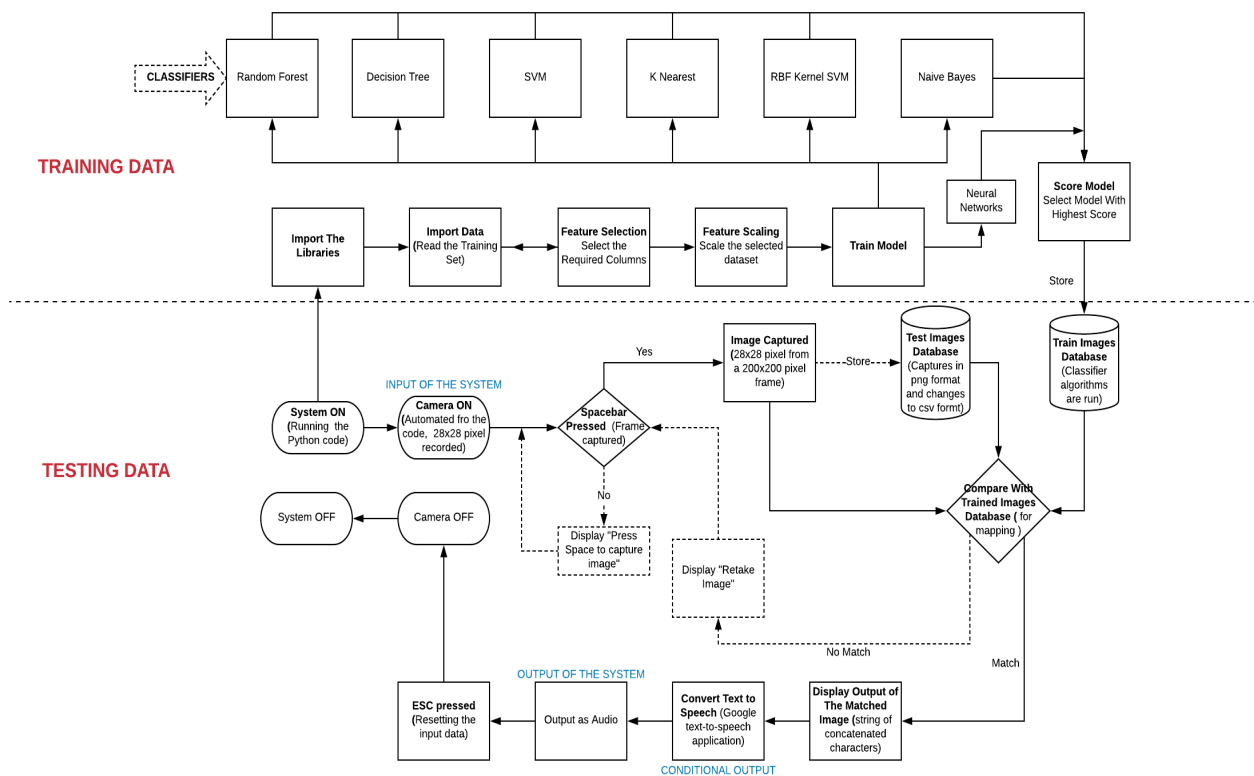 CLASSIFIERS
Random Forest
Decision Tree
SVM
K Nearest
RBF Kernel SVM
Naive Bayes
TRAINING DATA
Neural
Networks
Score Model
Select Model With
Highest Score
Import The
Libraries
Import Data
(Read the Training
Set)
Feature Selection
Select the
Required Columns
Feature Scaling
Scale the selected
dataset
Train Model
Store
INPUT OF THE SYSTEM
System ON
(Running the
Python code)
Camera ON
(Automated fro the
code, 28x28 pixel
recorded)
Spacebar
Pressed (Frame
captured)
Yes
No
Image Captured
(28x28 pixel from
a 200x200 pixel
frame)
Store
Test Images
Database
(Captures in
png format
and changes
to csv formt)
Train Images
Database
(Classifier
algorithms
are run)
TESTING DATA
System OFF
Camera OFF
Display "Press
Space to capture
image"
Display "Retake
Image"
Compare With
Trained Images
Database ( for
mapping )
No Match
Match
OUTPUT OF THE SYSTEM
ESC pressed
(Resetting the
input data)
Output as Audio
Convert Text to
Speech (Google
text-to-speech
application)
Display Output of
The Matched
Image (string of
concatenated
characters)
CONDITIONAL OUTPUT